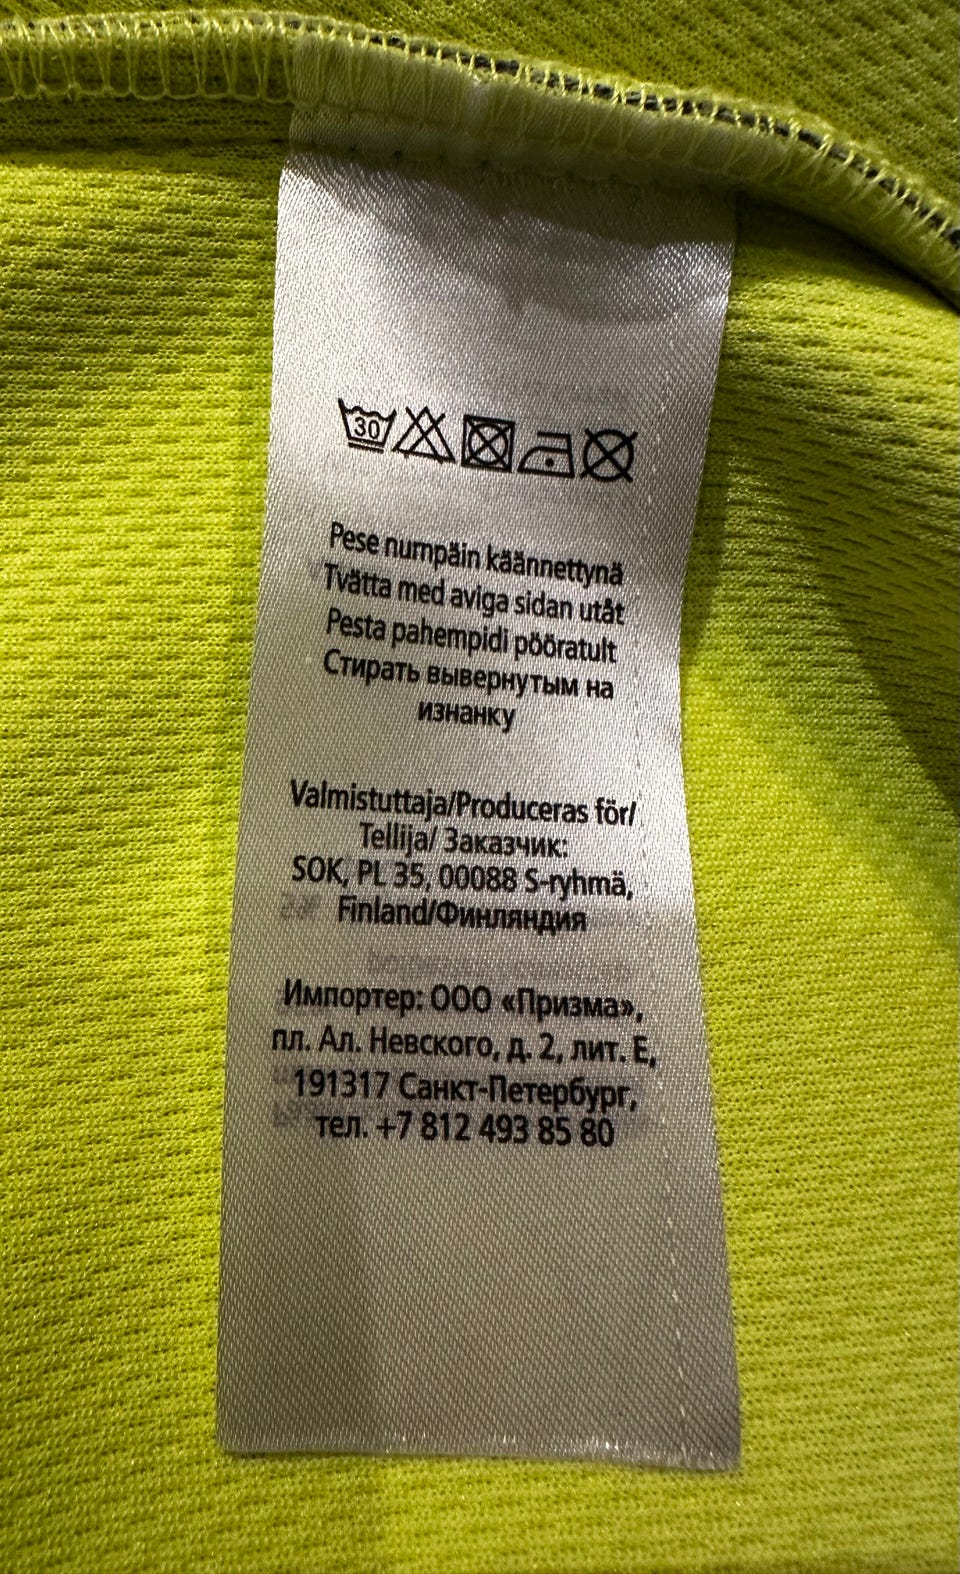 30
Pese nurinpäin käännettynä
Tvätta med aviga sidan utåt
Pesta pahempidi pööratult
Стирать вывернутым на
изнанку
Valmistuttaja/Produceras för/
Tellija/ Заказчик:
SOK, PL 35, 00088 S-ryhmä,
Finland/Финляндия
Импортер: ООО «Призма»,
пл. Ал. Невского, д. 2, лит. Е,
191317 Санкт-Петербург,
тел. +7 812 493 85 80